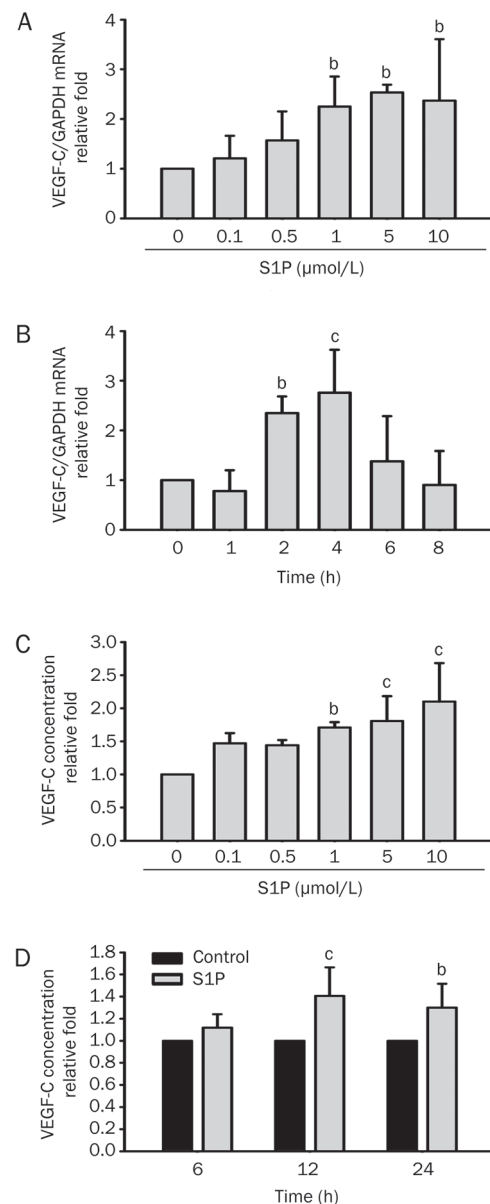 A
VEGF-C/GAPDH mRNA
relative fold
4
3
2
1
0
b
b
b
0 0.1 0.5 1 5 10
S1P (µmol/L)
B
VEGF-C/GAPDH mRNA
relative fold
4
3
2
1
0
b
c
0 1 2 4 6 8
Time (h)
C
VEGF-C concentration
relative fold
3.0
2.5
2.0
1.5
1.0
0.5
0.0
b
c
c
0 0.1 0.5 1 5 10
S1P (µmol/L)
D
VEGF-C concentration
relative fold
1.8
1.6
1.4
1.2
1.0
0.8
0.6
0.4
0.2
0.0
Control
S1P
c
b
6 12 24
Time (h)